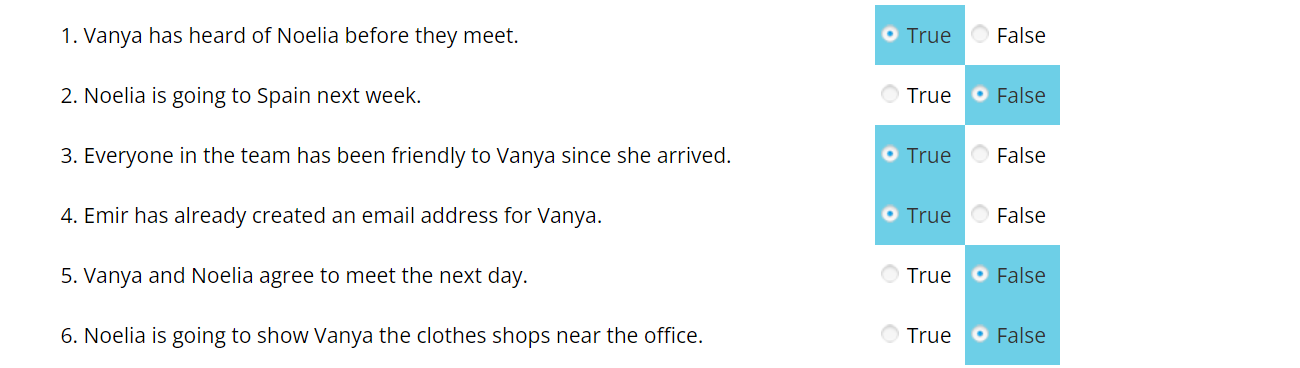 1. Vanya has heard of Noelia before they meet. True False
2. Noelia is going to Spain next week. True False
3. Everyone in the team has been friendly to Vanya since she arrived. True False
4. Emir has already created an email address for Vanya. True False
5. Vanya and Noelia agree to meet the next day. True False
6. Noelia is going to show Vanya the clothes shops near the office. True False